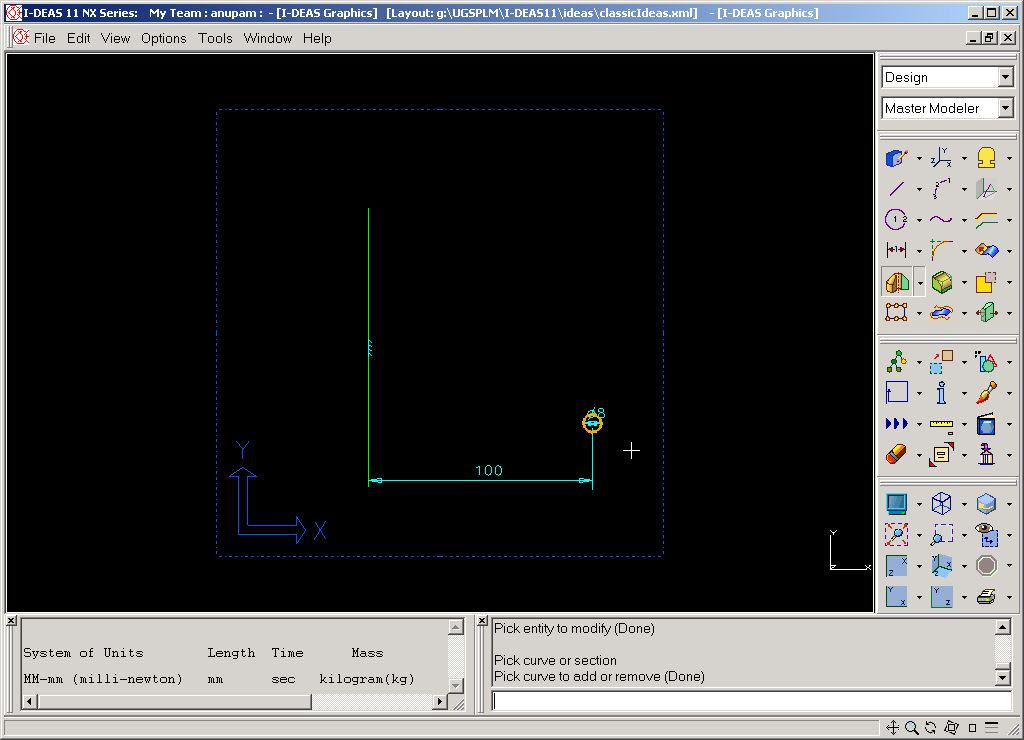 I-DEAS 11 NX Series:   My Team : anupam :  - [I-DEAS Graphics]  [Layout: g:\UGSPLM\I-DEAS11\ideas\classicIdeas.xml]   - [I-DEAS Graphics]
File Edit View Options Tools Window Help
Design
Master Modeler
100
Y
X
Y
X
System of Units Length Time Mass
MM-mm (milli-newton) mm sec kilogram(kg)
Pick entity to modify (Done)
Pick curve or section
Pick curve to add or remove (Done)